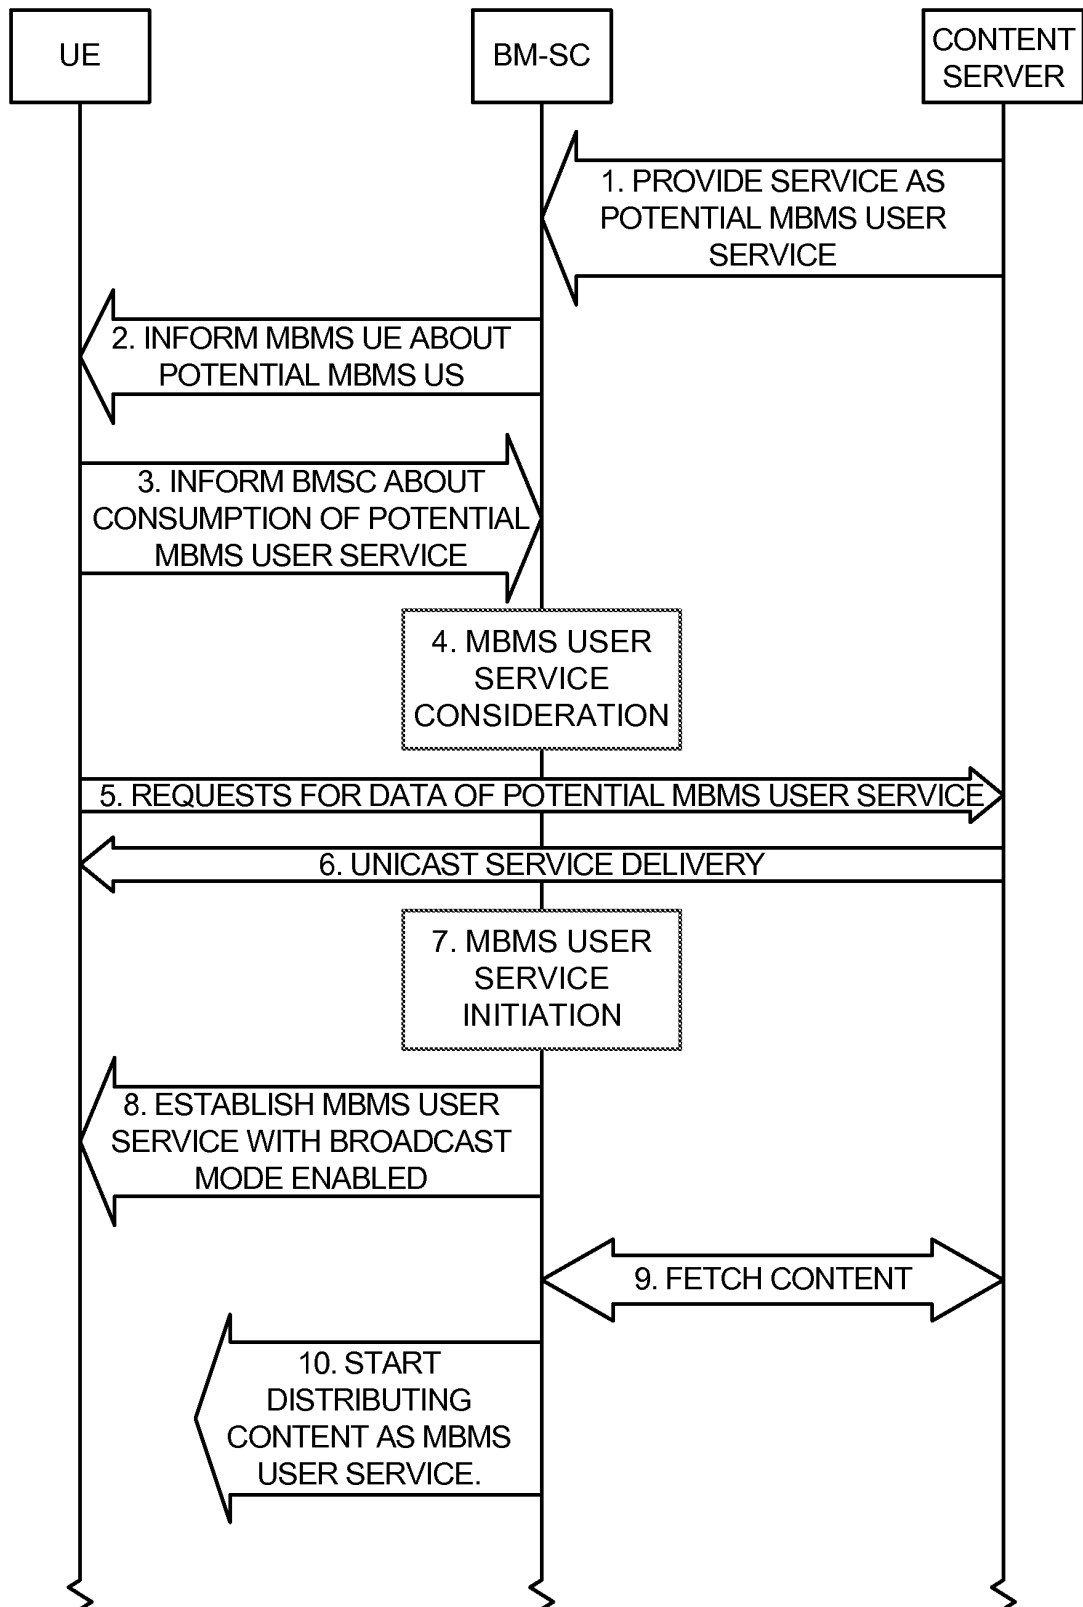 UE
BM-SC
CONTENT
SERVER
1. PROVIDE SERVICE AS
POTENTIAL MBMS USER
SERVICE
2. INFORM MBMS UE ABOUT
POTENTIAL MBMS US
3. INFORM BMSC ABOUT
CONSUMPTION OF POTENTIAL
MBMS USER SERVICE
4. MBMS USER
SERVICE
CONSIDERATION
5. REQUESTS FOR DATA OF POTENTIAL MBMS USER SERVICE
6. UNICAST SERVICE DELIVERY
7. MBMS USER
SERVICE
INITIATION
8. ESTABLISH MBMS USER
SERVICE WITH BROADCAST
MODE ENABLED
9. FETCH CONTENT
10. START
DISTRIBUTING
CONTENT AS MBMS
USER SERVICE.